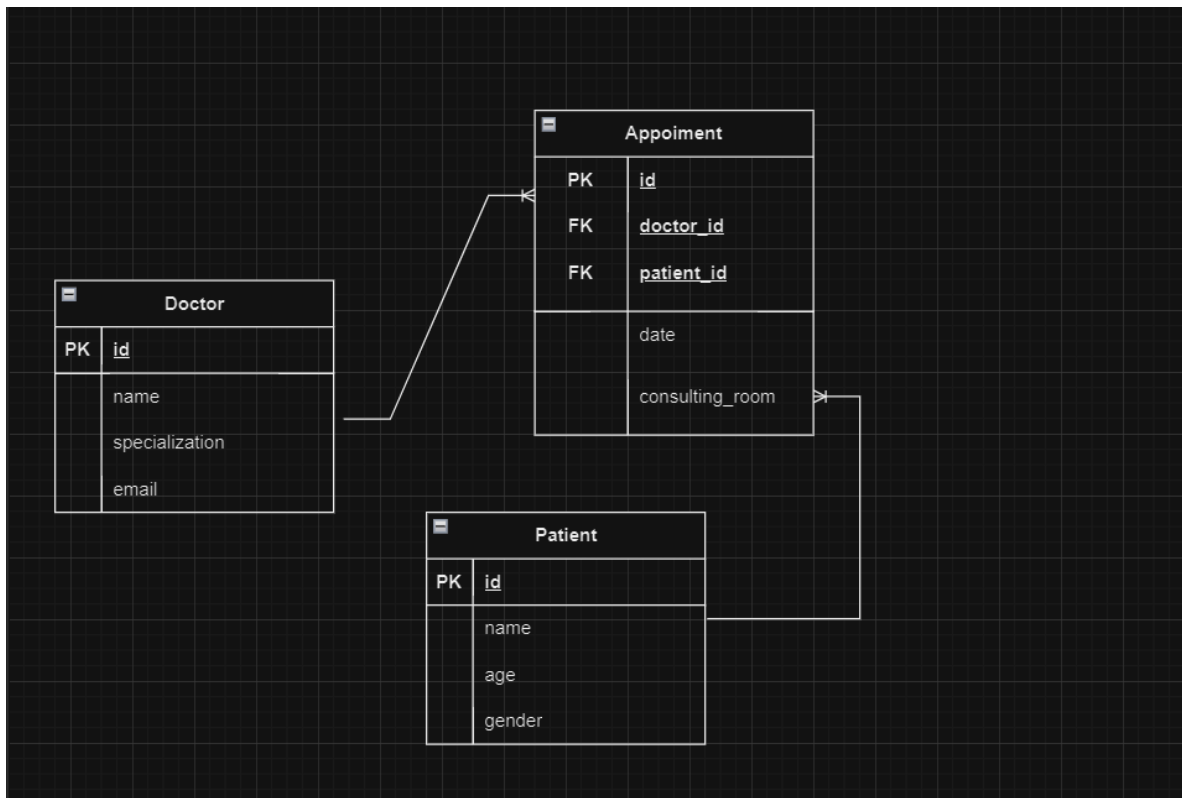 Appoiment
PK id
FK doctor_id
FK patient_id
date
consulting_room
Doctor
PK id
name
specialization
email
Patient
PK id
name
age
gender